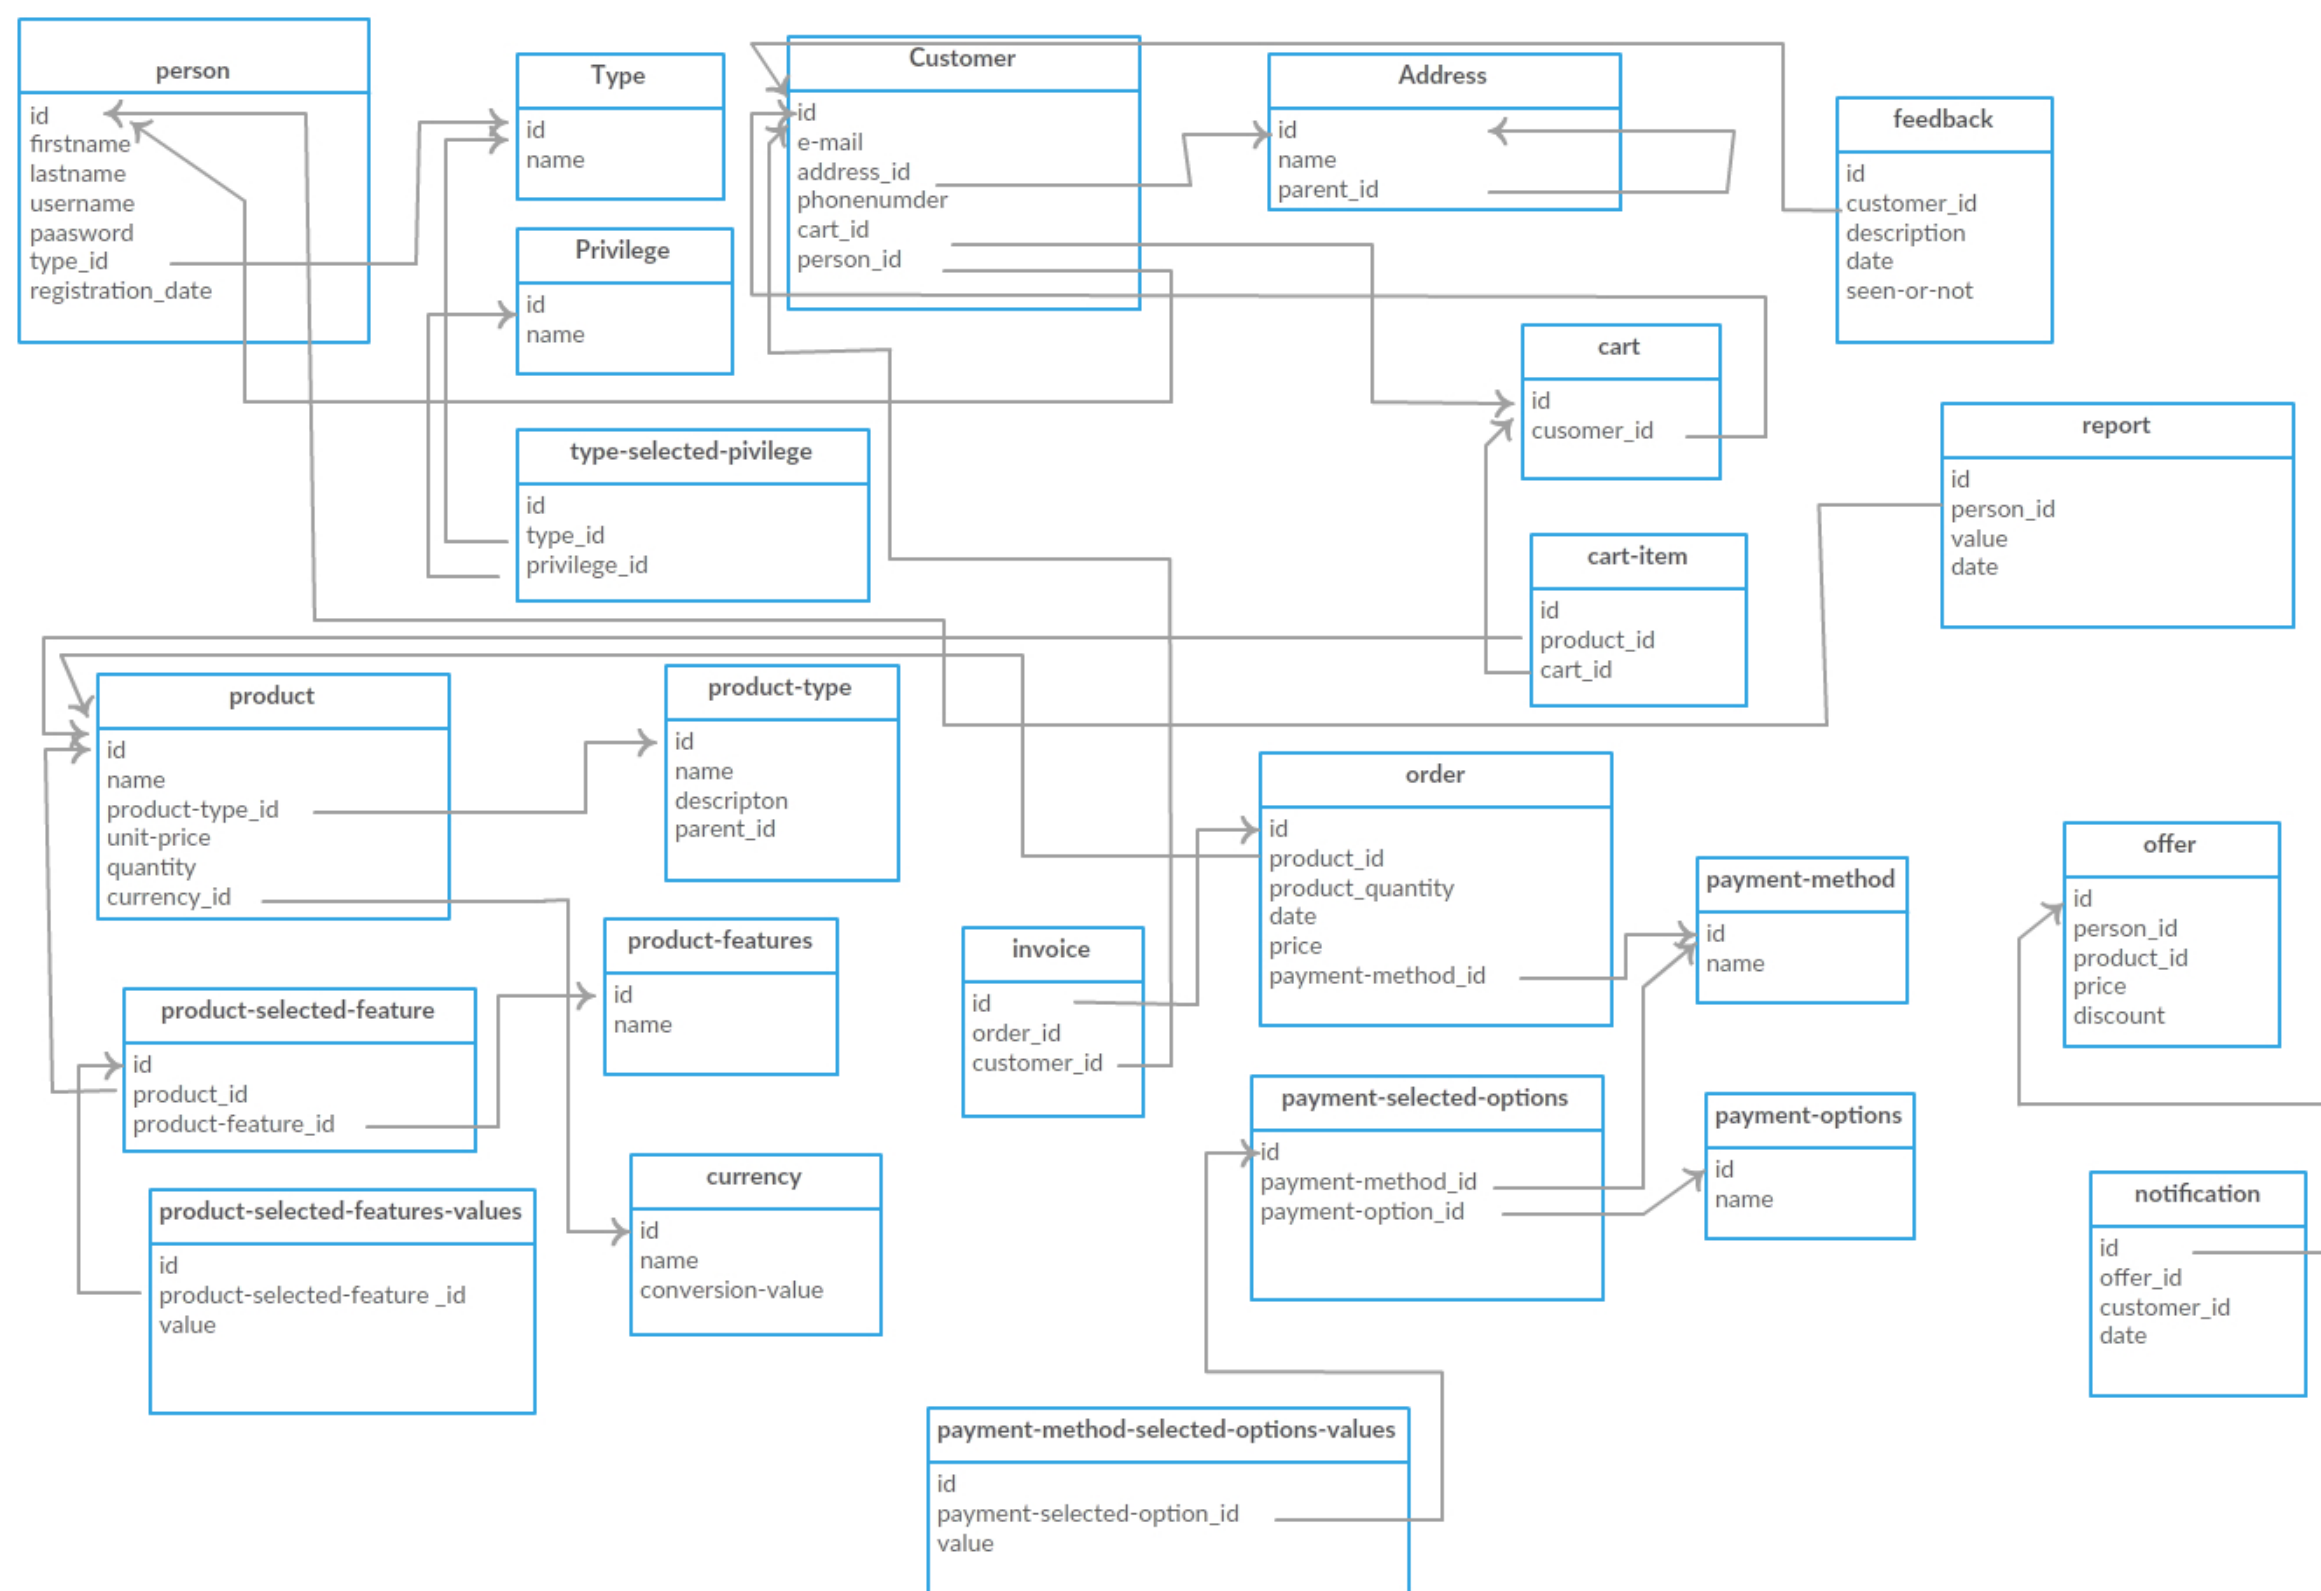 person
id
firstname
lastname
username
paasword
type_id
registration_date
Type
id
name
Privilege
id
name
type-selected-pivilege
id
type_id
privilege_id
Customer
id
e-mail
address_id
phonenumder
cart_id
person_id
Address
id
name
parent_id
feedback
id
customer_id
description
date
seen-or-not
cart
id
cusomer_id
cart-item
id
product_id
cart_id
report
id
person_id
value
date
product
id
name
product-type_id
unit-price
quantity
currency_id
product-type
id
name
descripton
parent_id
product-features
id
name
product-selected-feature
id
product_id
product-feature_id
product-selected-features-values
id
product-selected-feature _id
value
currency
id
name
conversion-value
invoice
id
order_id
customer_id
order
id
product_id
product_quantity
date
price
payment-method_id
payment-method
id
name
payment-selected-options
id
payment-method_id
payment-option_id
payment-options
id
name
offer
id
person_id
product_id
price
discount
notification
id
offer_id
customer_id
date
payment-method-selected-options-values
id
payment-selected-option_id
value